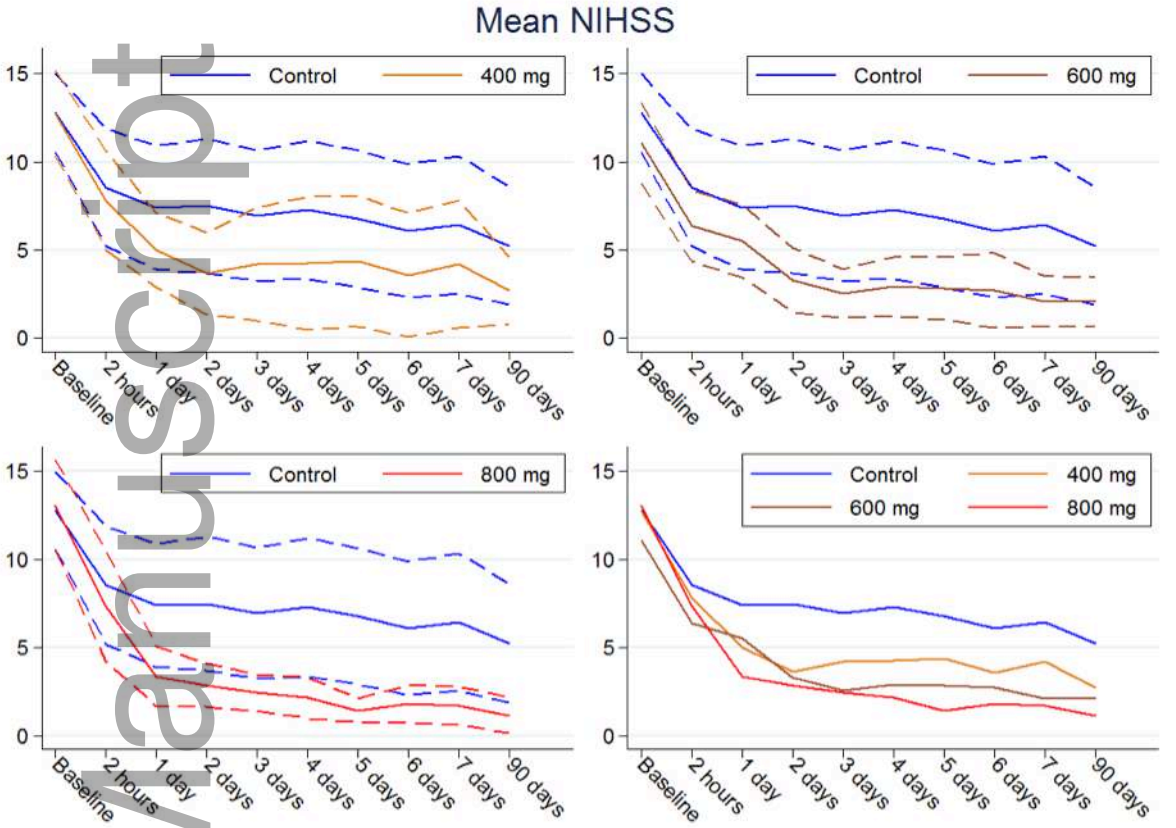 Mean NIHSS
Control 400 mg
15
10
5
0
Baseline
2 hours
1 day
2 days
3 days
4 days
5 days
6 days
7 days
90 days
Control 600 mg
15
10
5
0
Baseline
2 hours
1 day
2 days
3 days
4 days
5 days
6 days
7 days
90 days
Control 800 mg
15
10
5
0
Baseline
2 hours
1 day
2 days
3 days
4 days
5 days
6 days
7 days
90 days
Control 400 mg
600 mg 800 mg
15
10
5
0
Baseline
2 hours
1 day
2 days
3 days
4 days
5 days
6 days
7 days
90 days
Manuscript